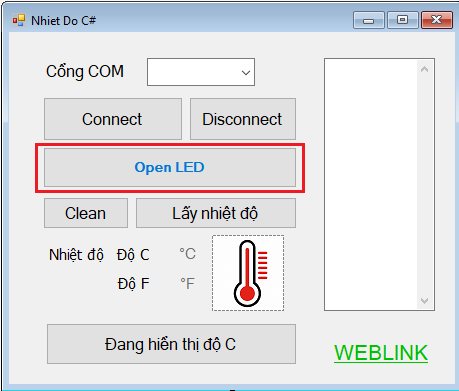 Nhiet Do C#
Cổng COM
Connect Disconnect
Open LED
Clean Lấy nhiệt độ
Nhiệt độ Độ C °C
Độ F °F
Đang hiển thị độ C
WEBLINK